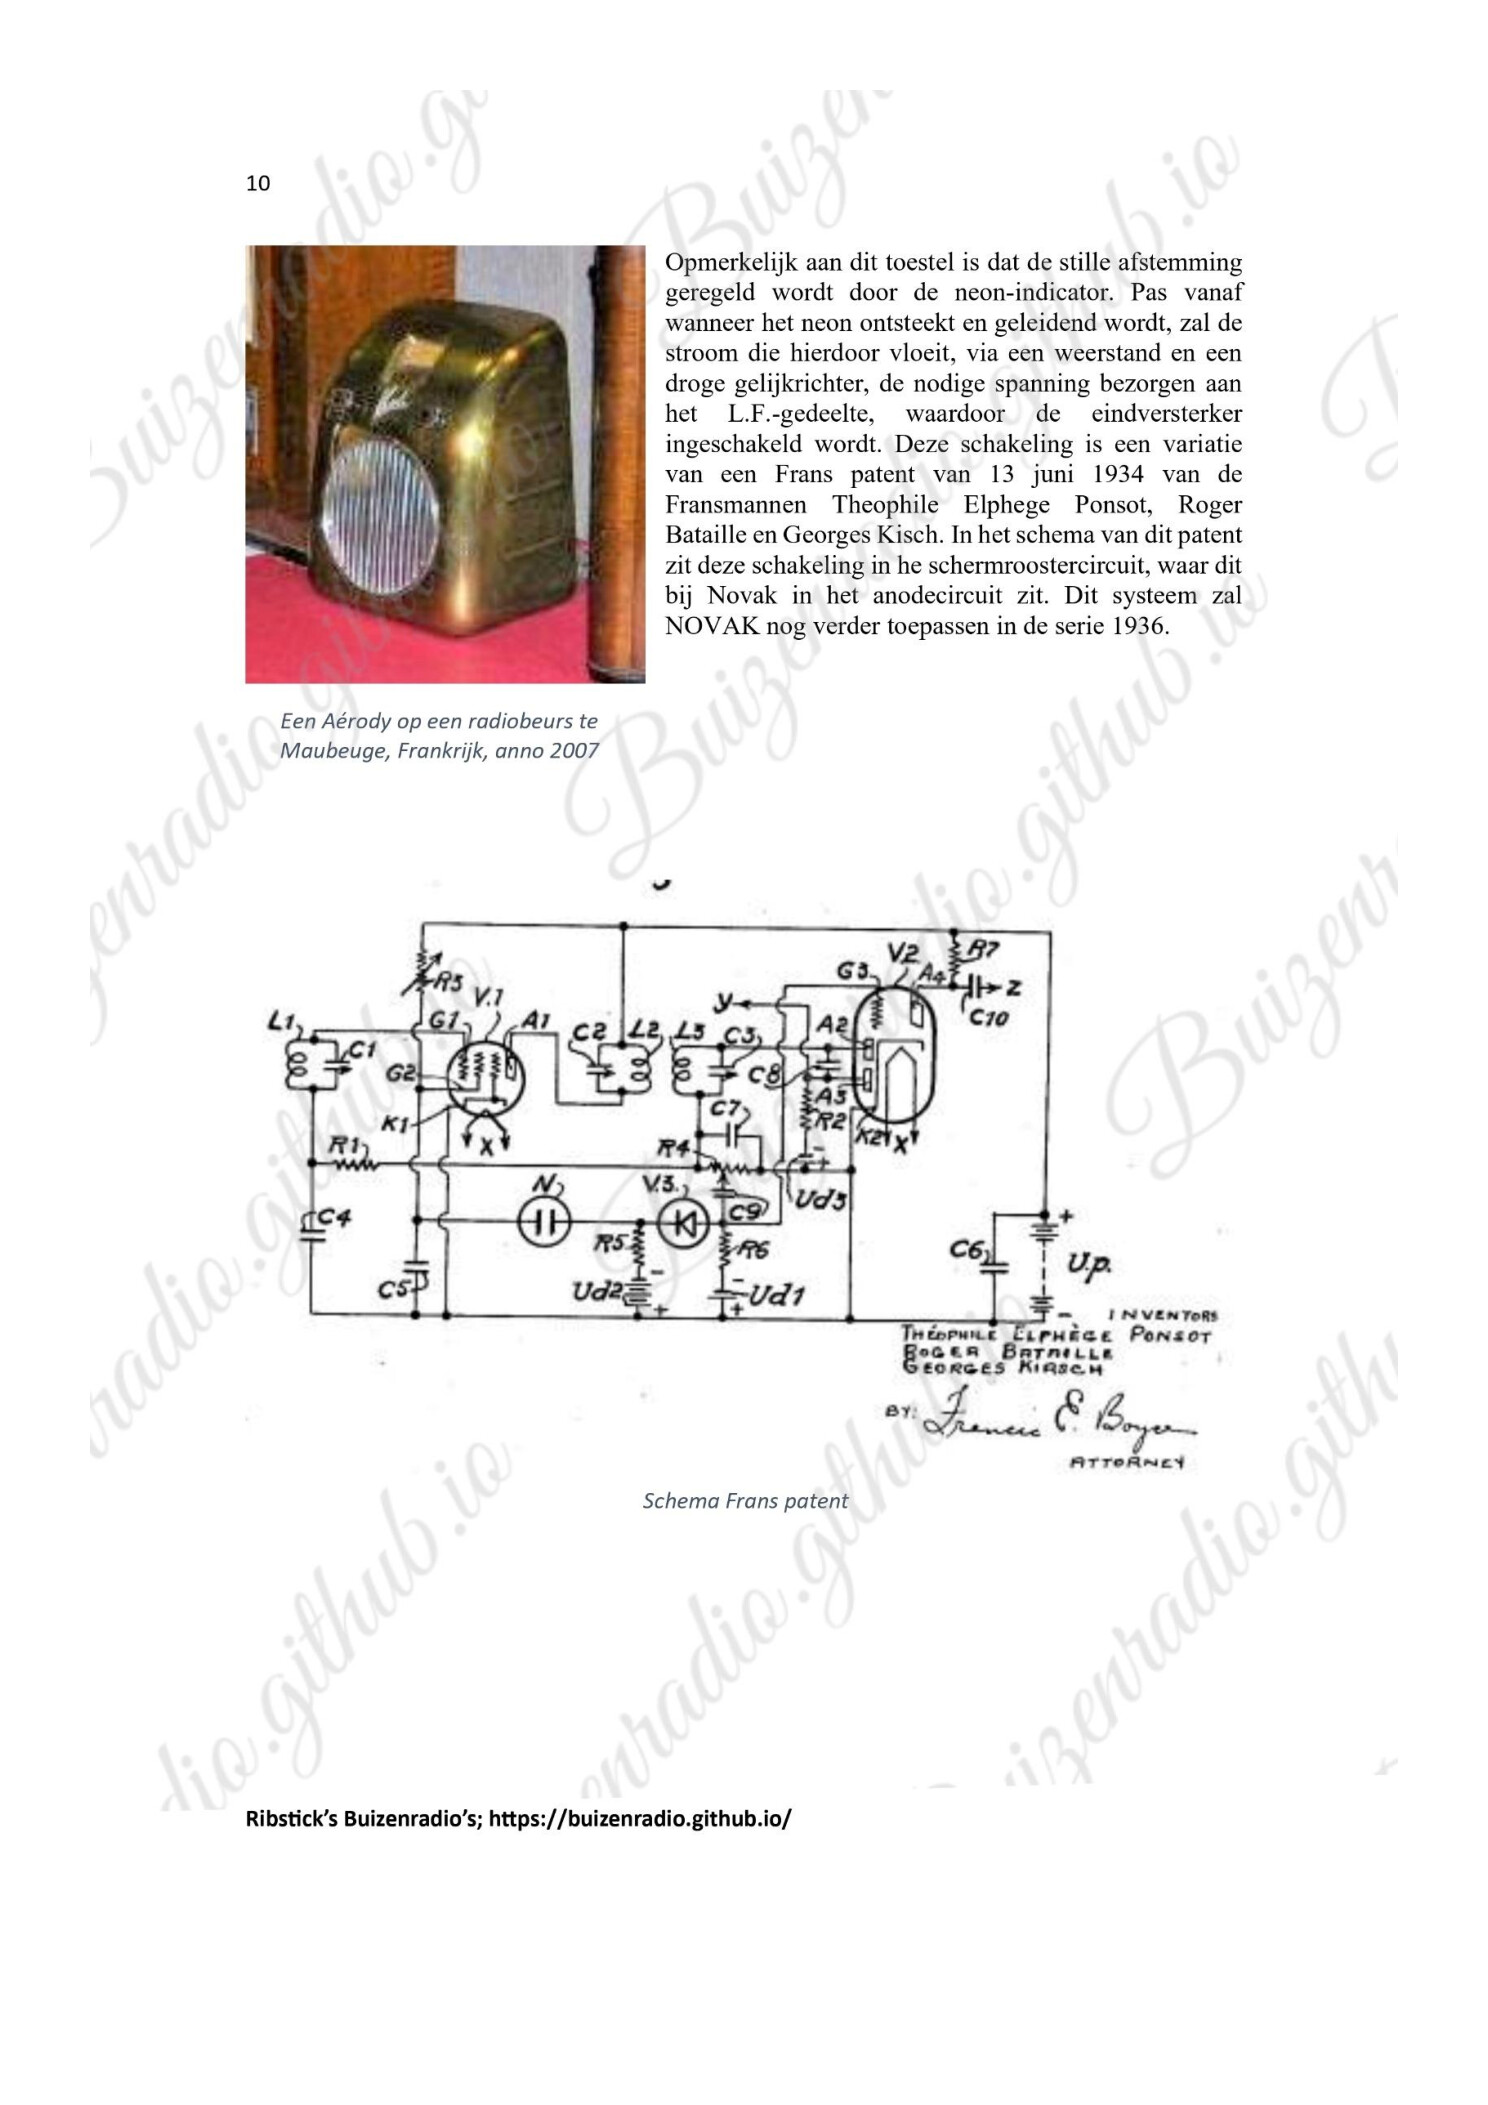 10
Opmerkelijk aan dit toestel is dat de stille afstemming
geregeld wordt door de neon-indicator. Pas vanaf
wanneer het neon ontsteekt en geleidend wordt, zal de
stroom die hierdoor vloeit, via een weerstand en een
droge gelijkrichter, de nodige spanning bezorgen aan
het L.F.-gedeelte, waardoor de eindversterker
ingeschakeld wordt. Deze schakeling is een variatie
van een Frans patent van 13 juni 1934 van de
Fransmannen Theophile Elphege Ponsot, Roger
Bataille en Georges Kisch. In het schema van dit patent
zit deze schakeling in he schermroostercircuit, waar dit
bij Novak in het anodecircuit zit. Dit systeem zal
NOVAK nog verder toepassen in de serie 1936.
Een Aérody op een radiobeurs te
Maubeuge, Frankrijk, anno 2007
R3 V.1 G3 V2 A4 R7
Z
C10
L1 G1 A1 C2 L2 L3 C3 y A2
C1 G2 C8 A3
K1 X C7 R2 K2 X
R1 R4
N V.3. C9 Ud3
C4 R5 R6 C6 + U.p.
C5 Ud2 - + Ud1 - + -
INVENTORS
THÉOPHILE ELPHÈGE PONSOT
ROGER BATAILLE
GEORGES KIRSCH
BY: Francis E. Boyce
ATTORNEY
Schema Frans patent
Ribstick's Buizenradio's; https://buizenradio.github.io/
Buizenradio.github.io